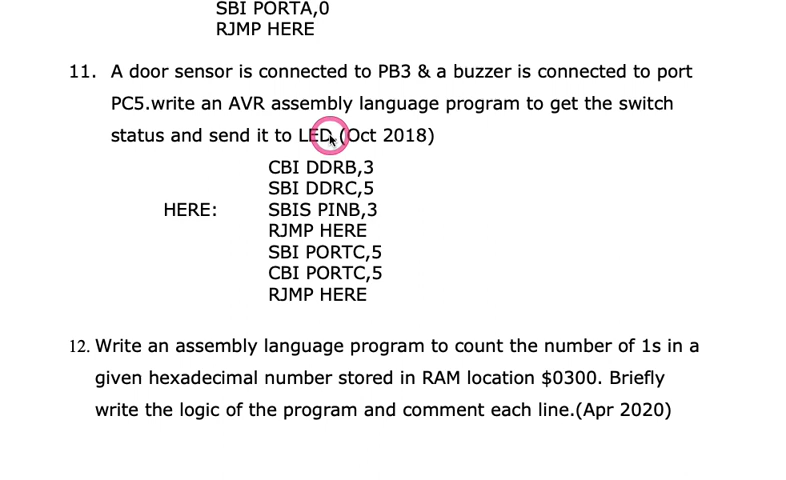 SBI PORTA,0
RJMP HERE
11. A door sensor is connected to PB3 & a buzzer is connected to port
PC5.write an AVR assembly language program to get the switch
status and send it to LED.(Oct 2018)
CBI DDRB,3
SBI DDRC,5
HERE: SBIS PINB,3
RJMP HERE
SBI PORTC,5
CBI PORTC,5
RJMP HERE
12. Write an assembly language program to count the number of 1s in a
given hexadecimal number stored in RAM location $0300. Briefly
write the logic of the program and comment each line.(Apr 2020)